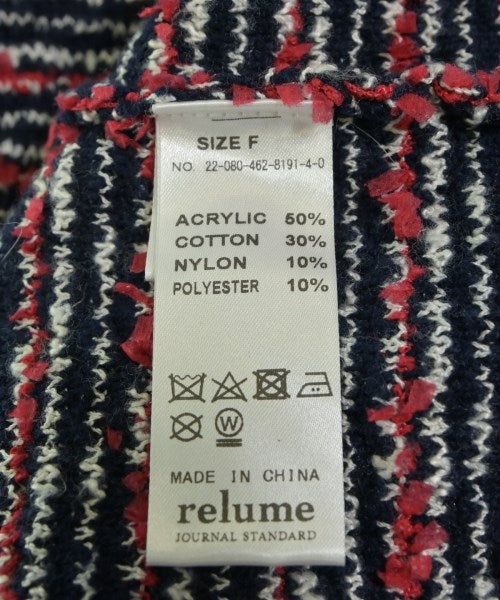 SIZE F
NO. 22-080-462-8191-4-0
ACRYLIC 50%
COTTON 30%
NYLON 10%
POLYESTER 10%
W
MADE IN CHINA
relume
JOURNAL STANDARD